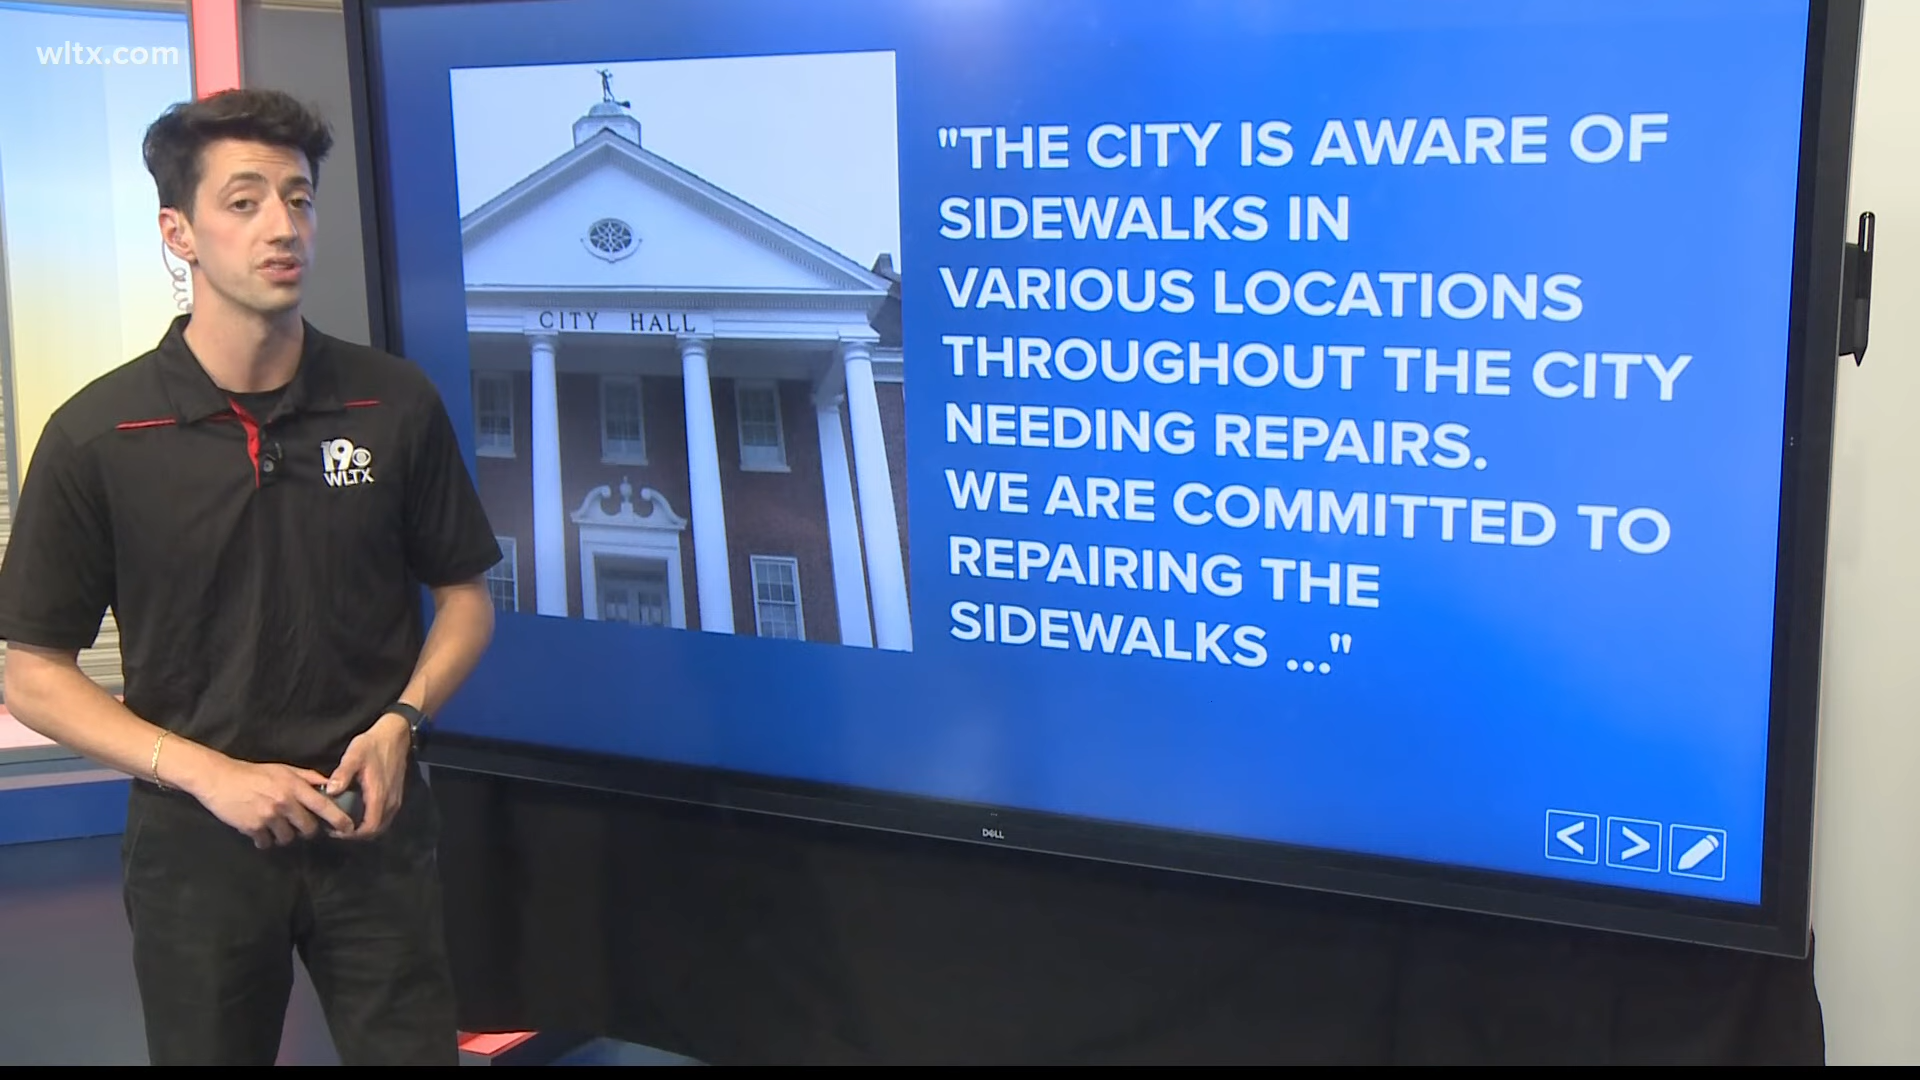 wltx.com
"THE CITY IS AWARE OF
SIDEWALKS IN
VARIOUS LOCATIONS
THROUGHOUT THE CITY
NEEDING REPAIRS.
WE ARE COMMITTED TO
REPAIRING THE
SIDEWALKS ..."
CITY HALL
19
WLTX
DELL
< >